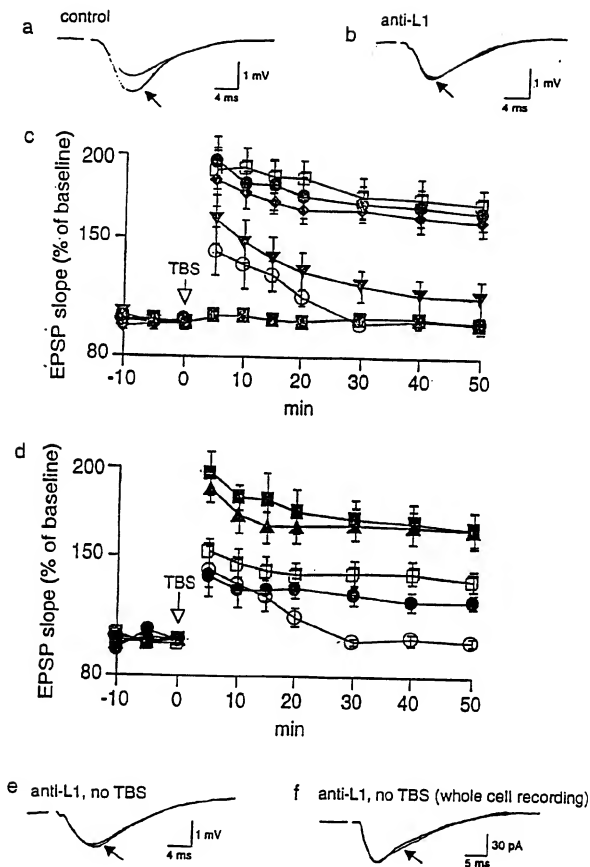 a
control
1 mV
4 ms
b
anti-L1
1 mV
4 ms
c
EPSP slope (% of baseline)
200
150
80
TBS
-10 0 10 20 30 40 50
min
d
EPSP slope (% of baseline)
200
150
80
TBS
-10 0 10 20 30 40 50
min
e
anti-L1, no TBS
1 mV
4 ms
f
anti-L1, no TBS (whole cell recording)
30 pA
5 ms